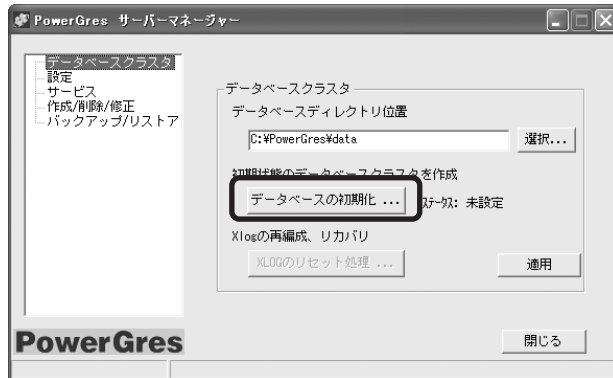 PowerGres サーバーマネージャー
データベースクラスタ
設定
サービス
作成/削除/修正
バックアップ/リストア
データベースクラスタ
データベースディレクトリ位置
C:¥PowerGres¥data
選択...
初期状態のデータベースクラスタを作成
データベースの初期化 ...
ステータス: 未設定
Xlogの再編成、リカバリ
XLOGのリセット処理 ...
適用
PowerGres
閉じる